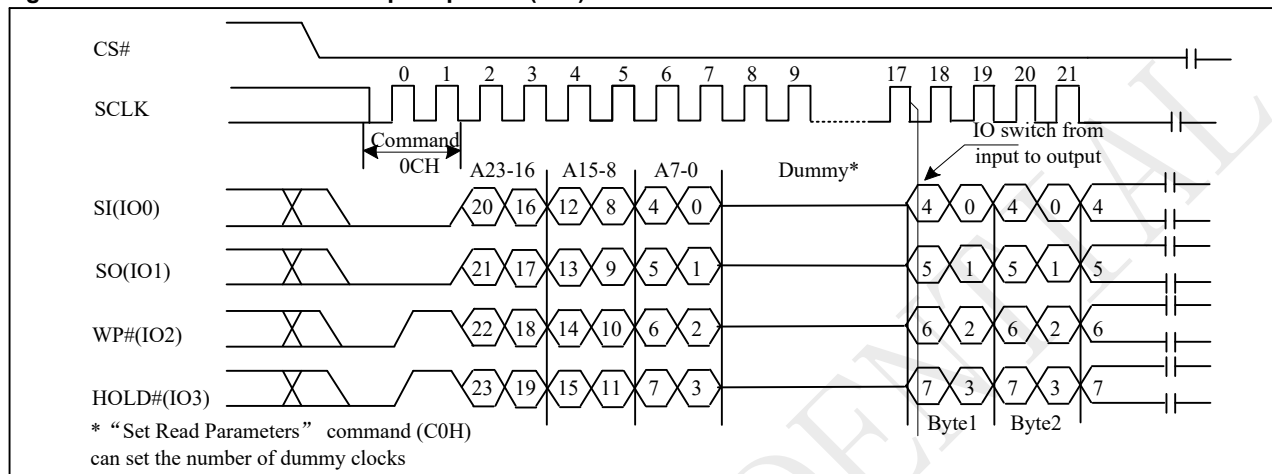 CS#
0 1 2 3 4 5 6 7 8 9 17 18 19 20 21
SCLK
Command
0CH
IO switch from
input to output
A23-16 A15-8 A7-0 Dummy*
SI(IO0) 20 16 12 8 4 0 4 0 4 0 4
SO(IO1) 21 17 13 9 5 1 5 1 5 1 5
WP#(IO2) 22 18 14 10 6 2 6 2 6 2 6
HOLD#(IO3) 23 19 15 11 7 3 7 3 7 3 7
Byte1 Byte2
* “Set Read Parameters” command (C0H)
can set the number of dummy clocks